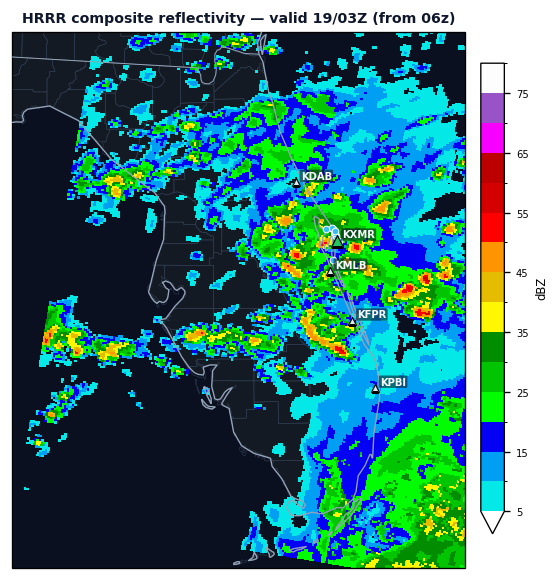 HRRR composite reflectivity — valid 19/03Z (from 06z)
75
65
55
45
35
25
15
5
dBZ
KDAB
KXMR
KMLB
KFPR
KPBI